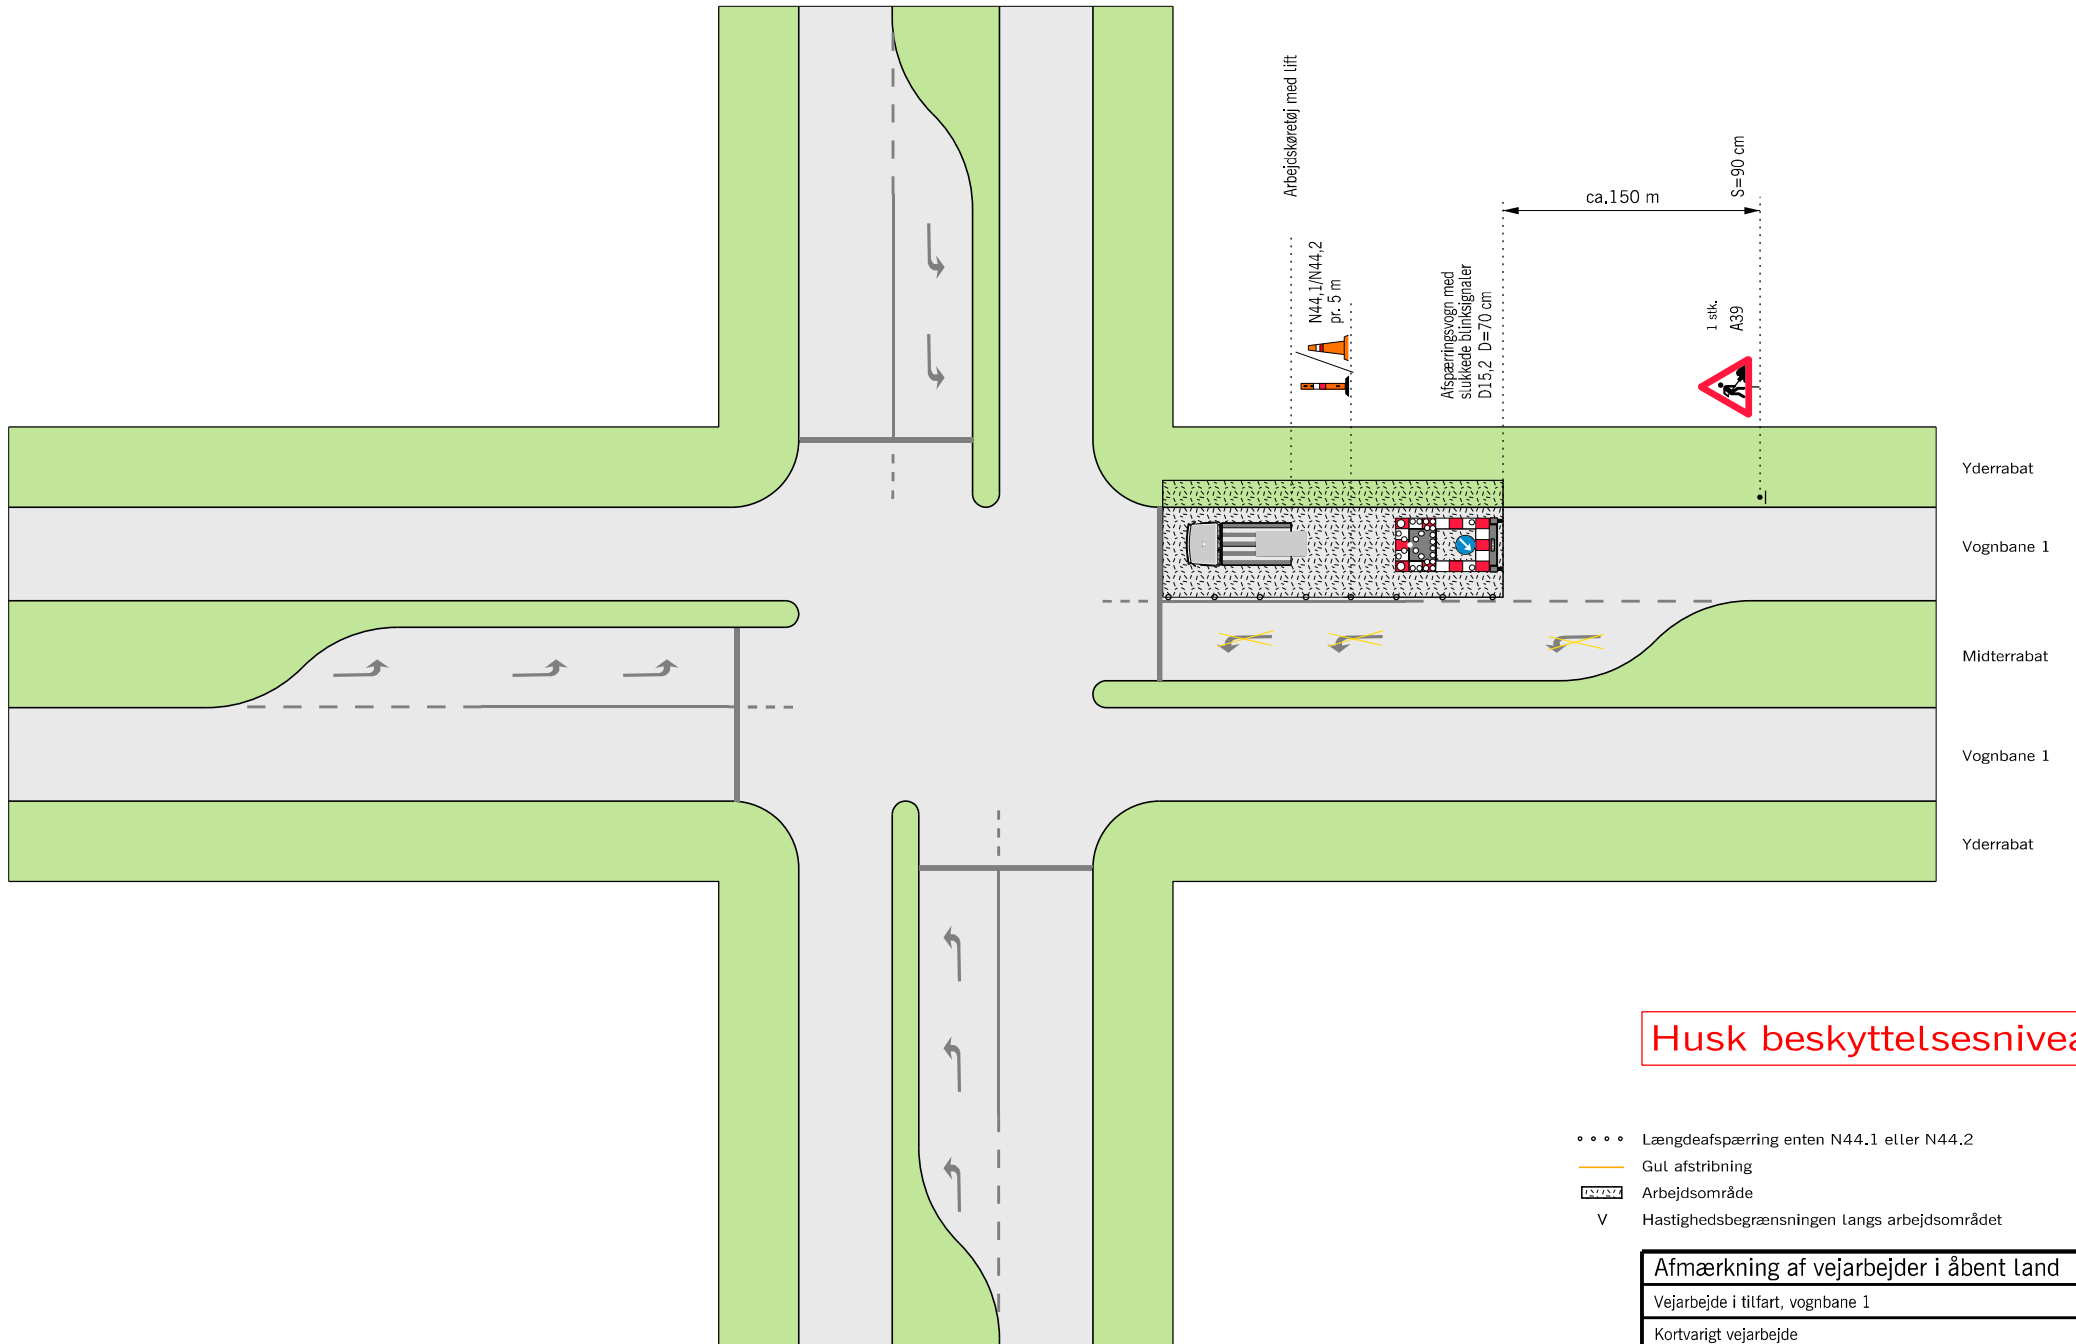 Arbejdskøretøj med lift
N44,1/N44,2
pr. 5 m
Afspærringsvogn med
slukkede blinksignaler
D15,2 D=70 cm
ca.150 m
S=90 cm
1 stk.
A39
Yderrabat
Vognbane 1
Midterrabat
Vognbane 1
Yderrabat
Husk
Længdeafspærring enten N44.1 eller N44.2
Gul afstribning
Arbejdsområde
V Hastighedsbegrænsningen langs arbejdsområdet
Afmærkning af vejarbejder i åbent land
Vejarbejde i tilfart, vognbane 1
Kortvarigt vejarbejde